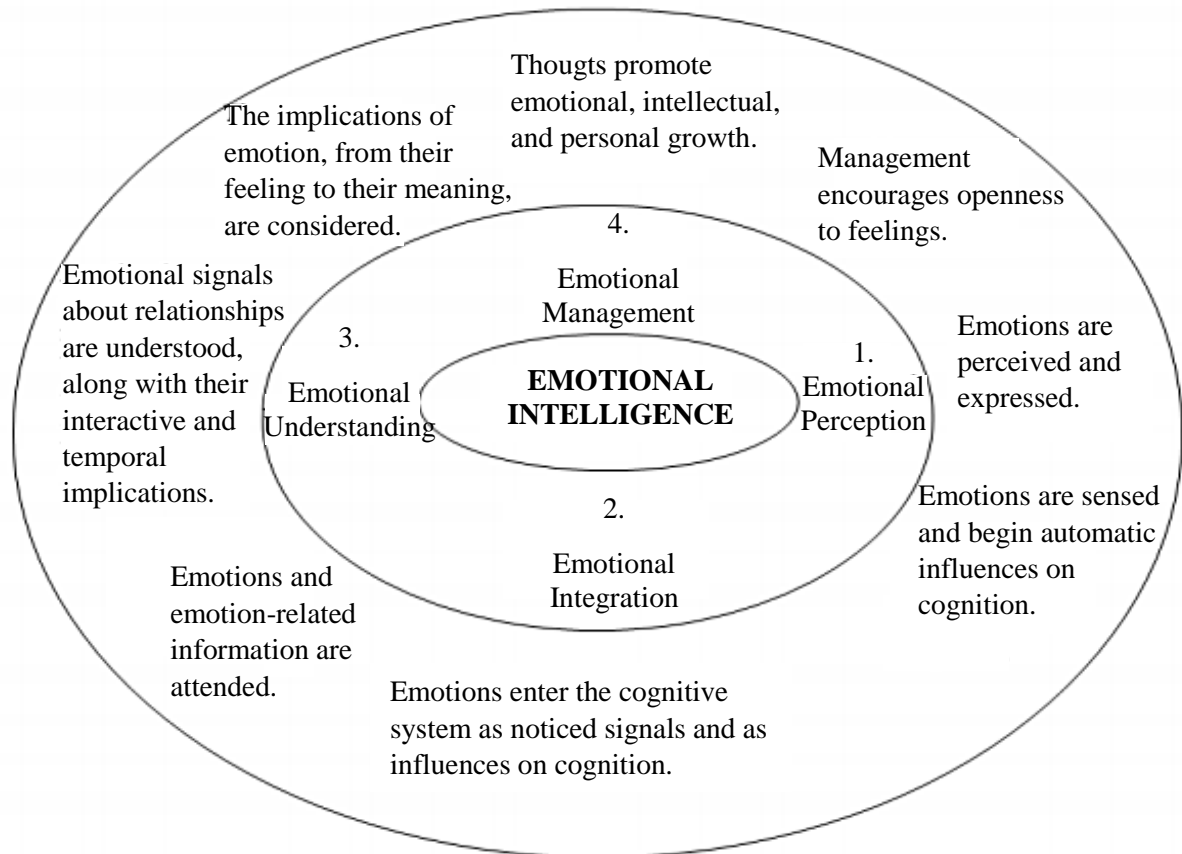 Thougts promote
emotional, intellectual,
and personal growth.
The implications of
emotion, from their
feeling to their meaning,
are considered.
Management
encourages openness
to feelings.
4.
Emotional
Management
Emotional signals
about relationships
are understood,
along with their
interactive and
temporal
implications.
3.
Emotional
Understanding
EMOTIONAL
INTELLIGENCE
1.
Emotional
Perception
Emotions are
perceived and
expressed.
2.
Emotional
Integration
Emotions are sensed
and begin automatic
influences on
cognition.
Emotions and
emotion-related
information are
attended.
Emotions enter the cognitive
system as noticed signals and as
influences on cognition.